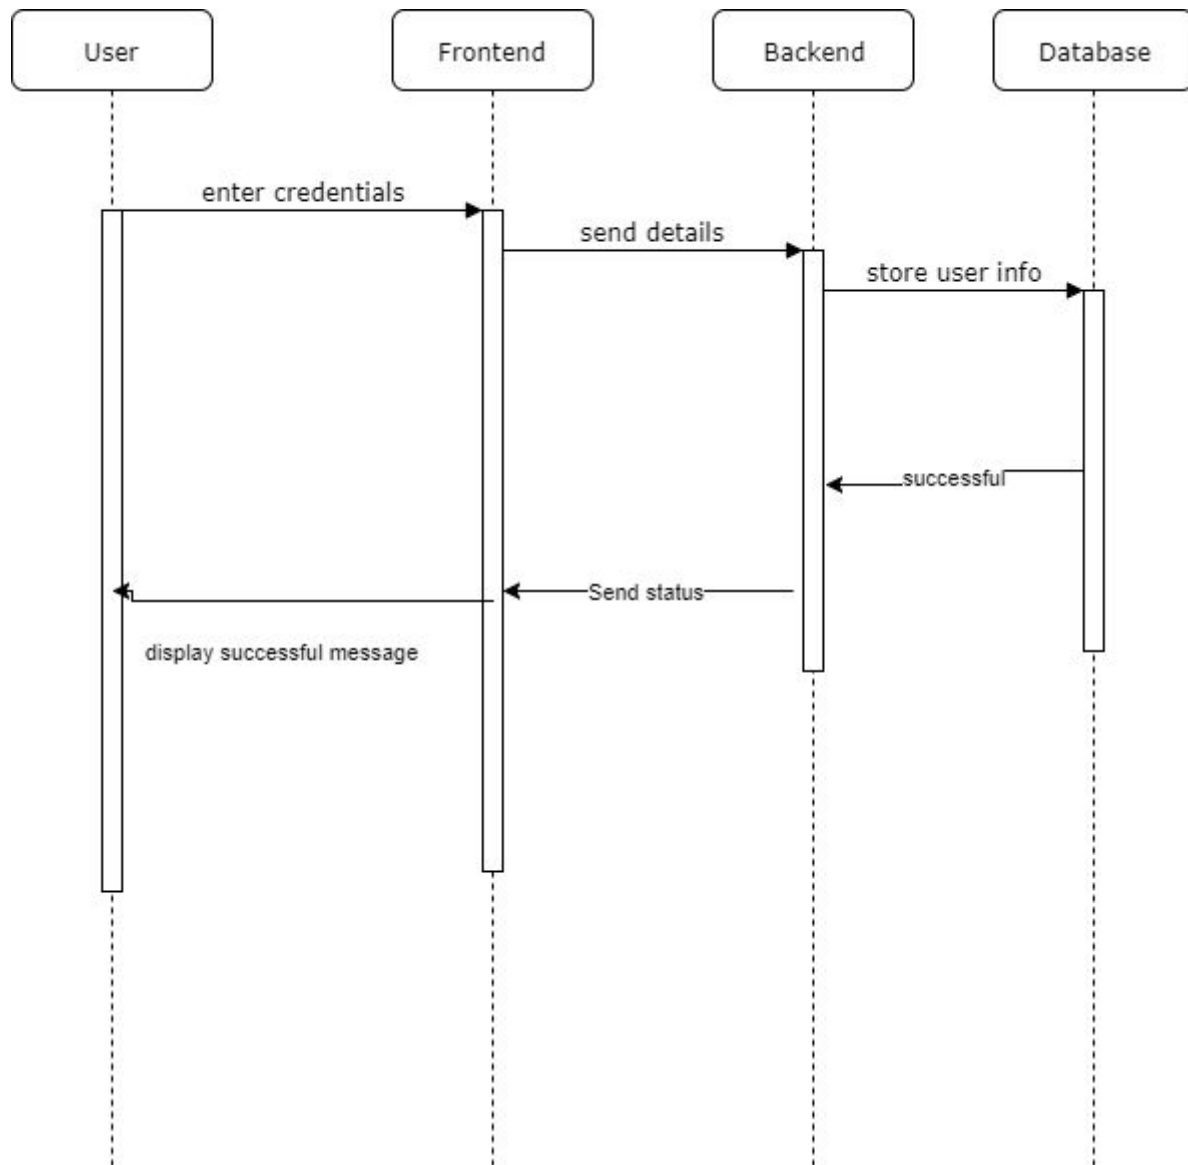 User
Frontend
Backend
Database
enter credentials
send details
store user info
successful
Send status
display successful message